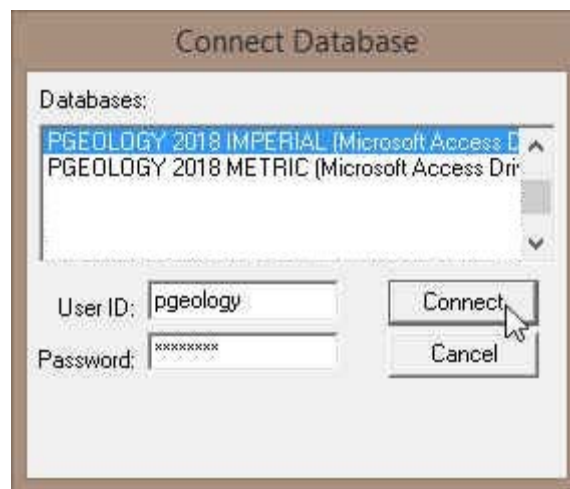 Connect Database
Databases:
PGEOLOGY 2018 IMPERIAL (Microsoft Access D
PGEOLOGY 2018 METRIC (Microsoft Access Dri
User ID: pgeology Connect
Password: xxxxxxxx Cancel